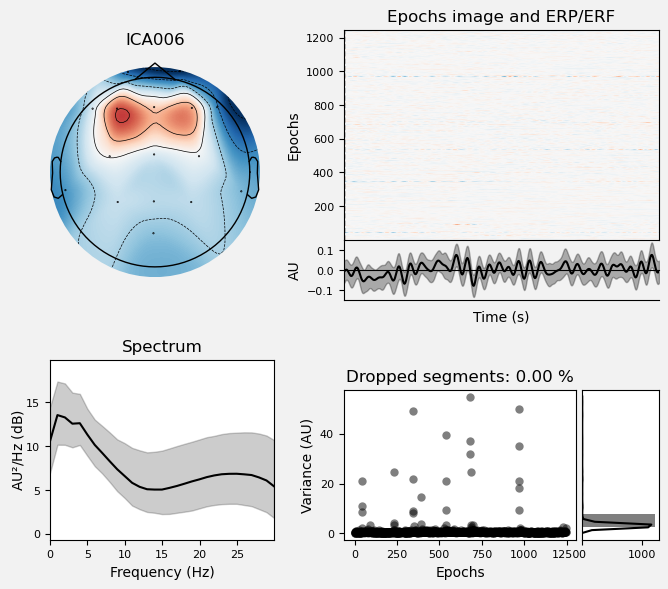 ICA006
Epochs image and ERP/ERF
1200
1000
800
600
400
200
Epochs
0.1
0.0
−0.1
AU
Time (s)
Spectrum
15
10
5
0
AU²/Hz (dB)
0 5 10 15 20 25
Frequency (Hz)
Dropped segments: 0.00 %
40
20
0
Variance (AU)
0 250 500 750 1000 12500 1000
Epochs